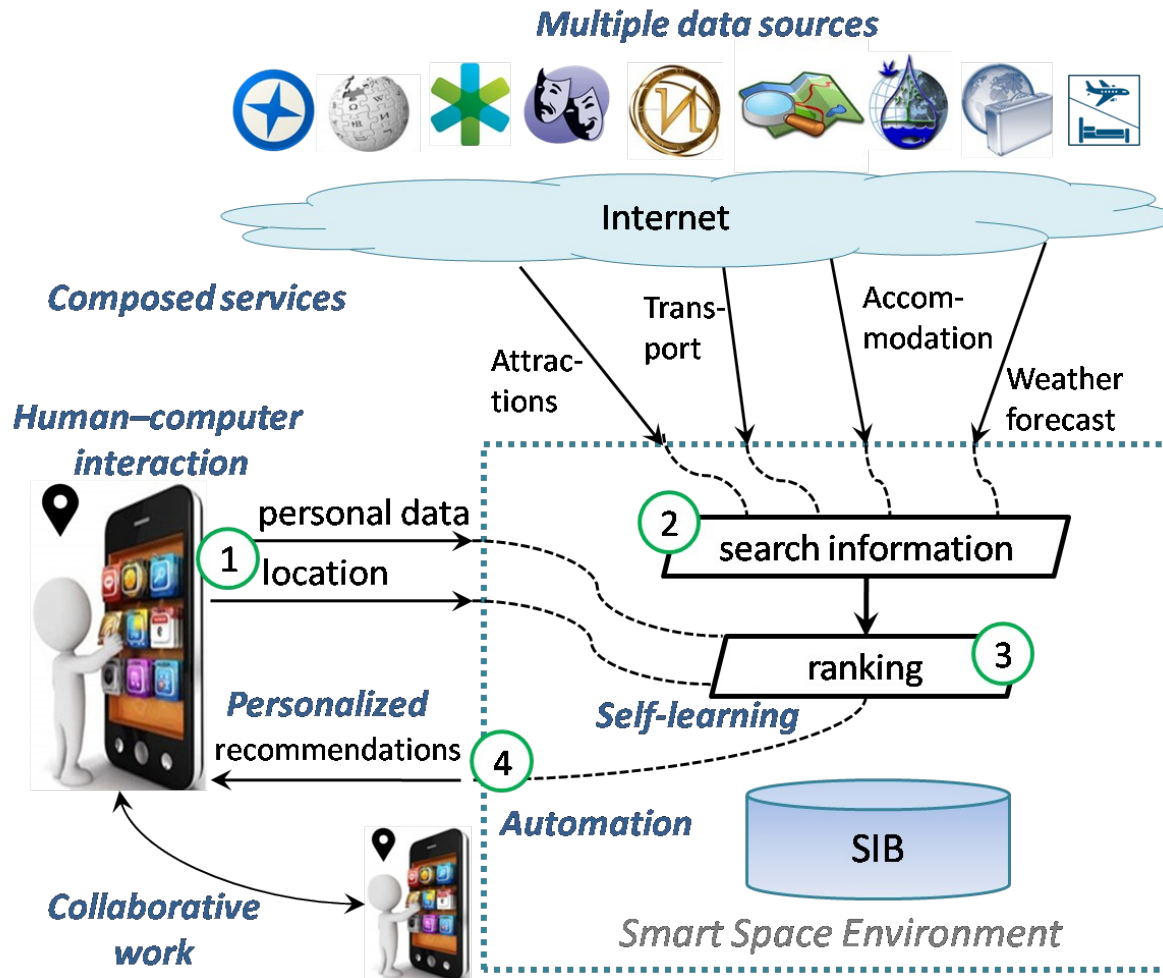 Multiple data sources
Internet
Composed services
Attrac-
tions
Trans-
port
Accom-
modation
Weather
forecast
Human–computer
interaction
1
personal data
location
2
search information
ranking
3
Personalized
recommendations
4
Self-learning
Automation
SIB
Collaborative
work
Smart Space Environment